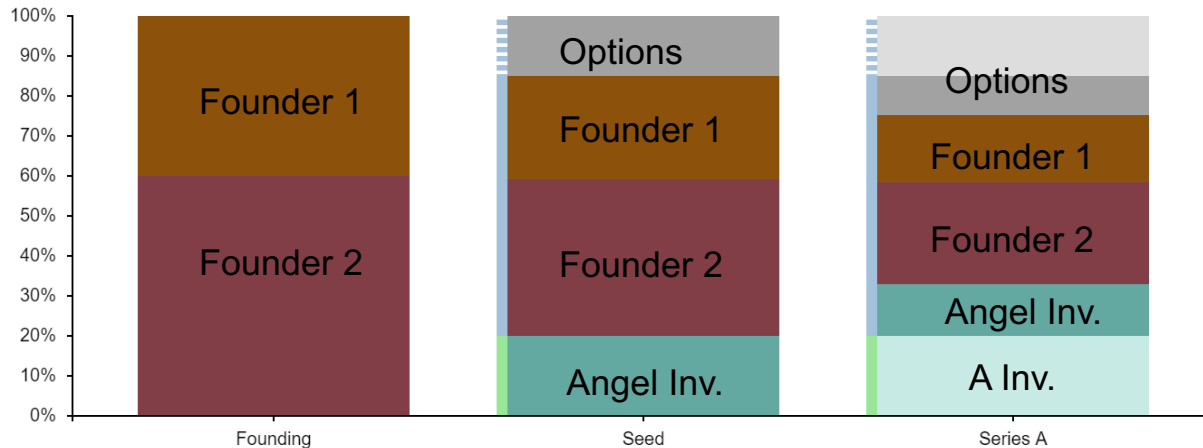 100%
90%
80%
70%
60%
50%
40%
30%
20%
10%
0%
Founder 1
Founder 2
Options
Founder 1
Founder 2
Angel Inv.
Options
Founder 1
Founder 2
Angel Inv.
A Inv.
Founding
Seed
Series A